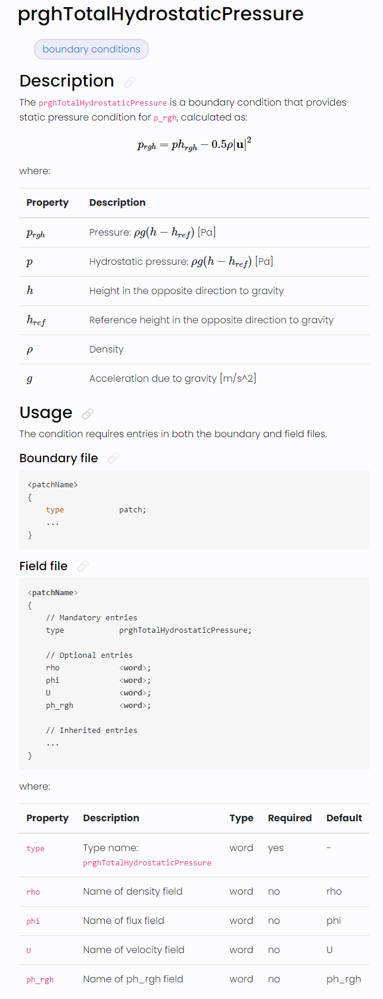 prghTotalHydrostaticPressure
boundary conditions
Description
The prghTotalHydrostaticPressure is a boundary condition that provides
static pressure condition for p_rgh, calculated as:
p_{rgh} = ph_{rgh} − 0.5ρ|u|^2
where:
Property Description
p_{rgh} Pressure: ρg(h − h_{ref}) [Pa]
p Hydrostatic pressure: ρg(h − h_{ref}) [Pa]
h Height in the opposite direction to gravity
h_{ref} Reference height in the opposite direction to gravity
ρ Density
g Acceleration due to gravity [m/s^2]
Usage
The condition requires entries in both the boundary and field files.
Boundary file
<patchName>
{
    type            patch;
    ...
}
Field file
<patchName>
{
    // Mandatory entries
    type            prghTotalHydrostaticPressure;
    // Optional entries
    rho             <word>;
    phi             <word>;
    U               <word>;
    ph_rgh          <word>;
    // Inherited entries
    ...
}
where:
Property Description Type Required Default
type Type name: word yes -
prghTotalHydrostaticPressure
rho Name of density field word no rho
phi Name of flux field word no phi
U Name of velocity field word no U
ph_rgh Name of ph_rgh field word no ph_rgh